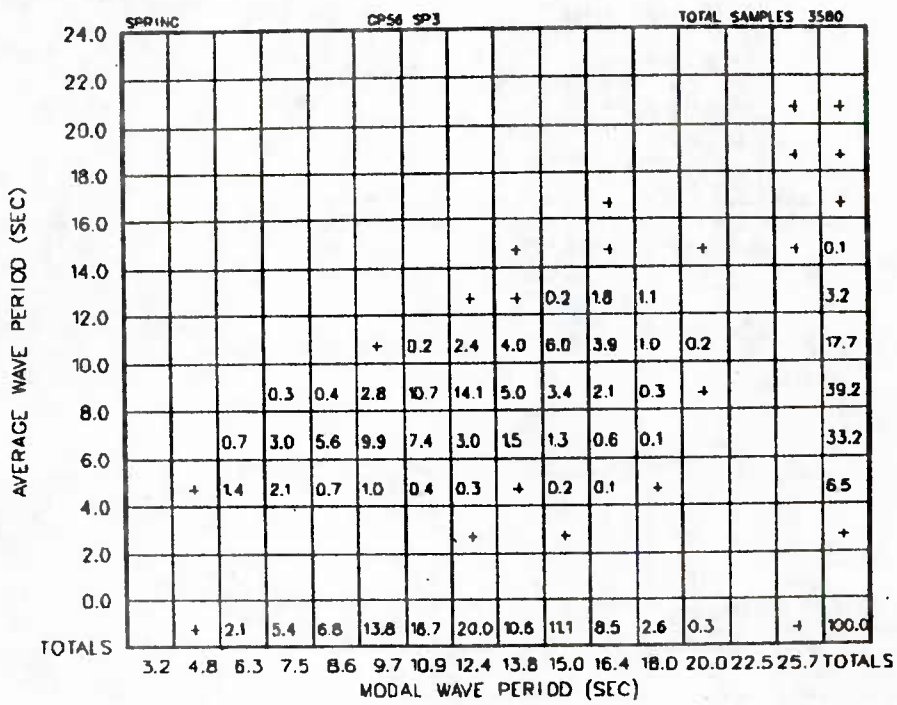 SPRING CP56 SP3 TOTAL SAMPLES 3580
24.0
22.0
+ +
20.0
+ +
18.0
+ +
16.0
+ + + + 0.1
14.0
+ + 0.2 1.8 1.1 3.2
12.0
+ 0.2 2.4 4.0 6.0 3.9 1.0 0.2 17.7
10.0
0.3 0.4 2.8 10.7 14.1 5.0 3.4 2.1 0.3 + 39.2
8.0
0.7 3.0 5.6 9.9 7.4 3.0 1.5 1.3 0.6 0.1 33.2
6.0
+ 1.4 2.1 0.7 1.0 0.4 0.3 + 0.2 0.1 + 6.5
4.0
+ + +
2.0
0.0
TOTALS + 2.1 5.4 6.8 13.8 18.7 20.0 10.6 11.1 8.5 2.6 0.3 + 100.0
3.2 4.8 6.3 7.5 8.6 9.7 10.9 12.4 13.8 15.0 16.4 18.0 20.0 22.5 25.7 TOTALS
MODAL WAVE PERIOD (SEC)
AVERAGE WAVE PERIOD (SEC)